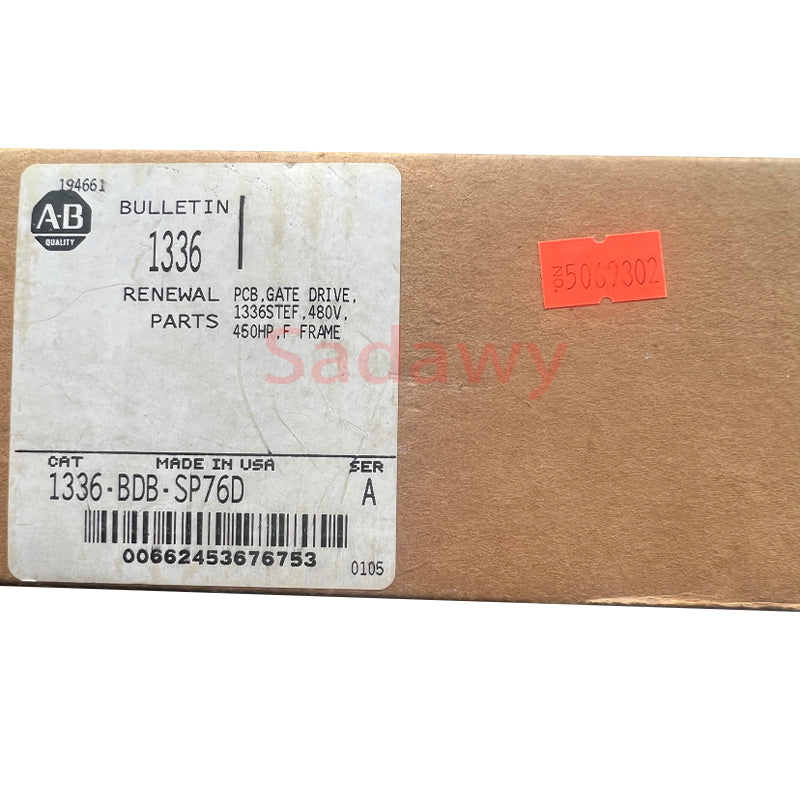 194661
A-B
QUALITY
BULLETIN
1336
RENEWAL
PARTS
PCB,GATE DRIVE,
1336STEF,480V,
450HP,F FRAME
Sadawy
CAT MADE IN USA SER
1336-BDB-SP76D A
00662453676753
0105
NO.5069302